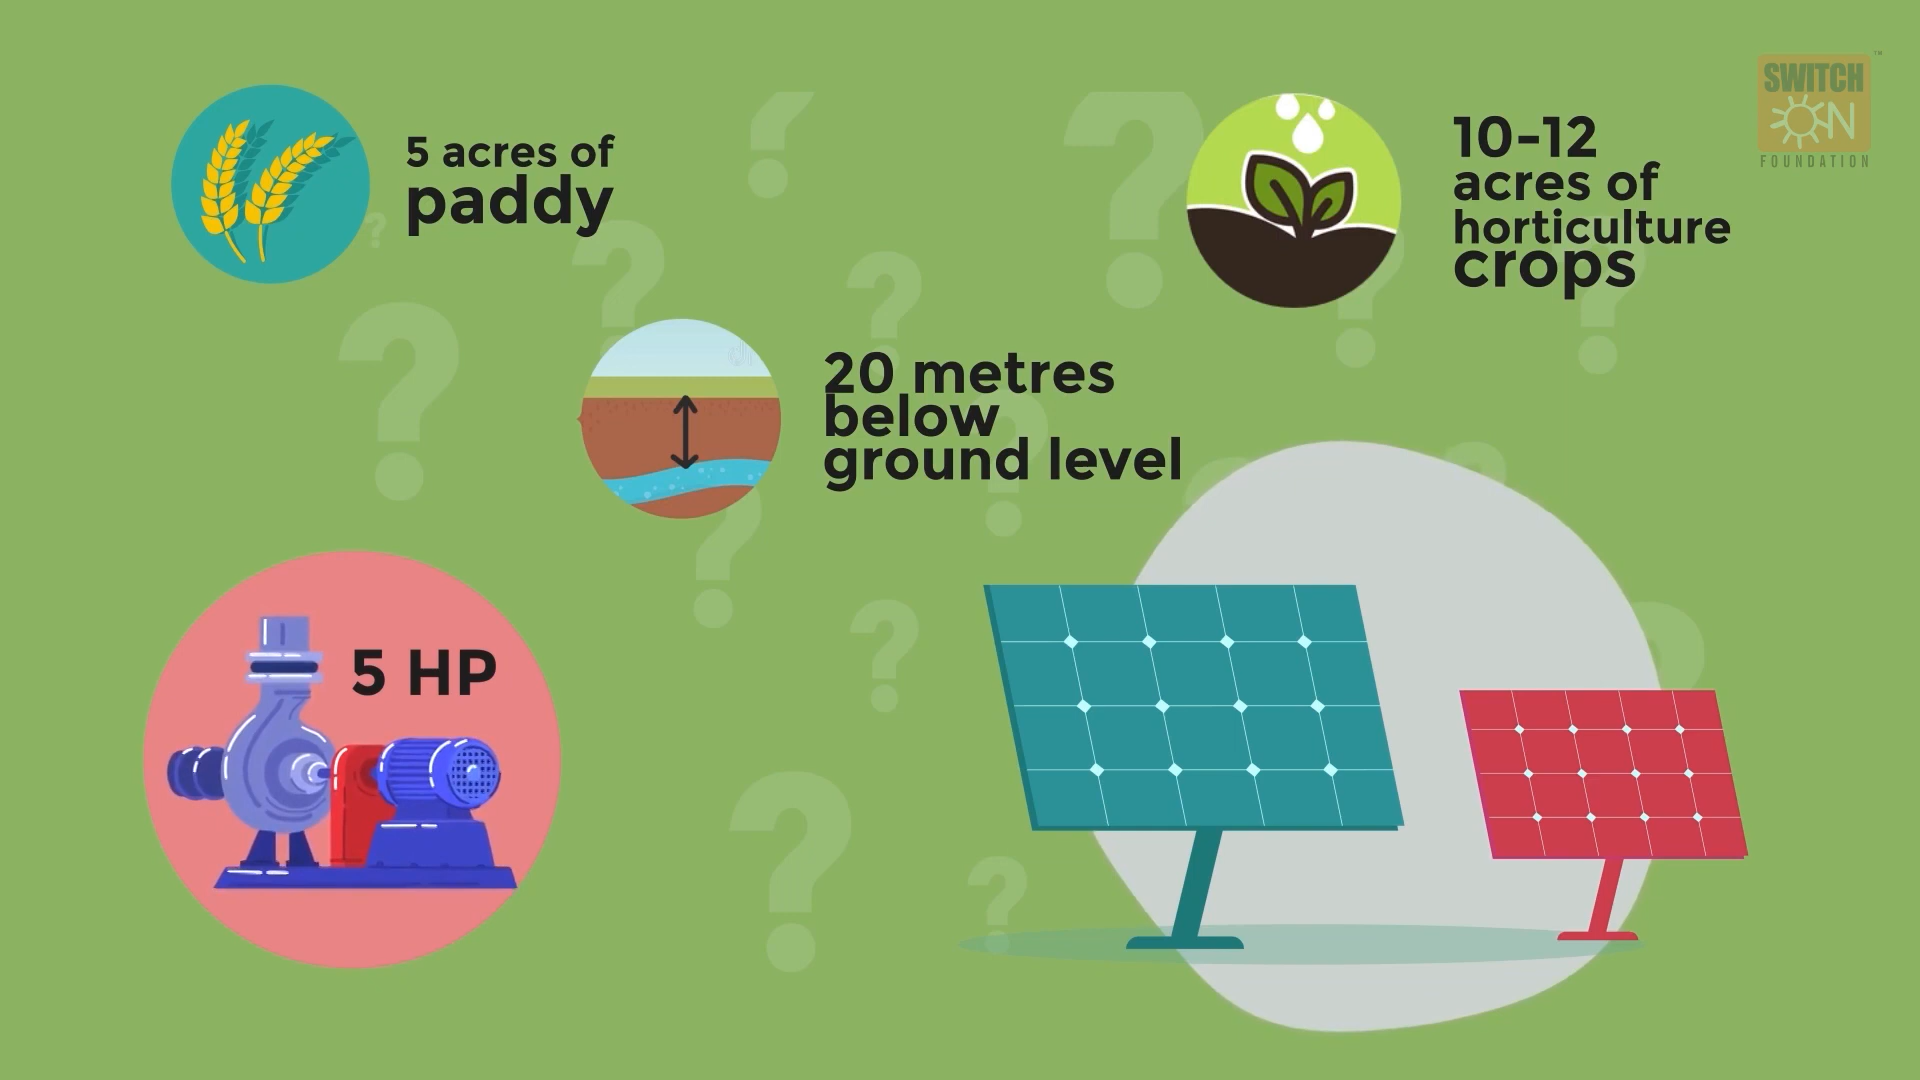 5 acres of
paddy
10-12
acres of
horticulture
crops
SWITCH
ON
FOUNDATION
TM
20 metres
below
ground level
5 HP